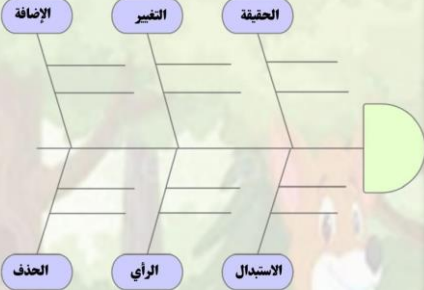 الحقيقة
التغيير
الإضافة
الاستبدال
الرأي
الحذف